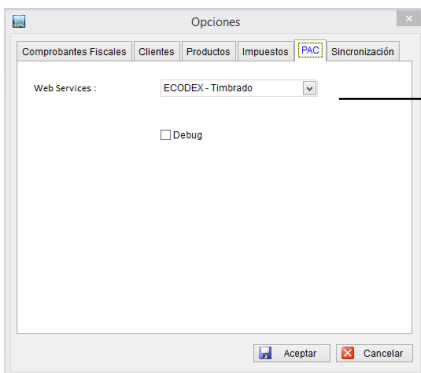 Opciones
Comprobantes Fiscales Clientes Productos Impuestos PAC Sincronización
Web Services : ECODEX - Timbrado
Debug
Aceptar Cancelar